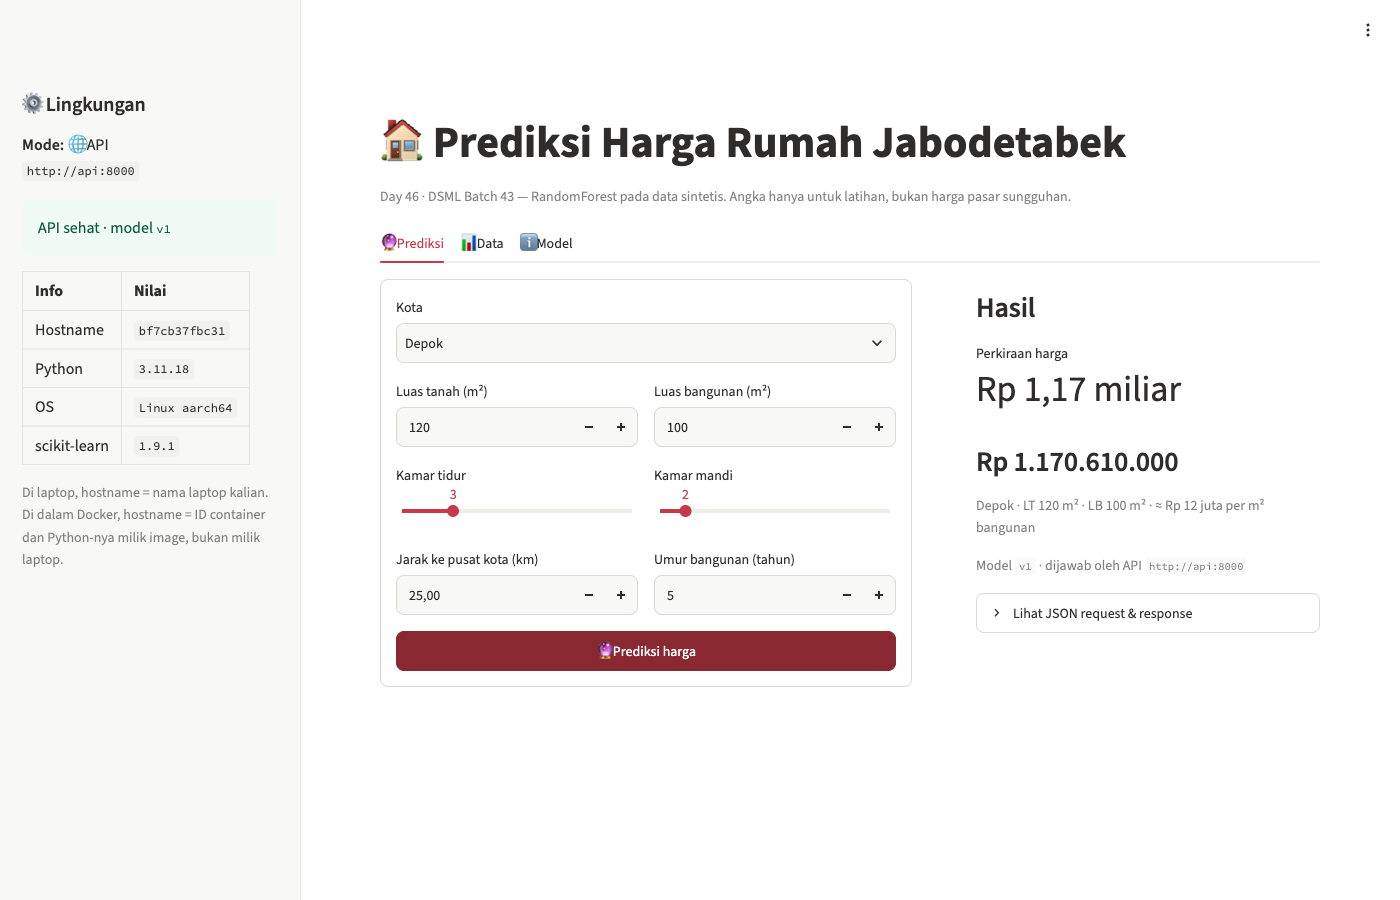 Lingkungan
Mode: API
http://api:8000
API sehat · model v1
Info Nilai
Hostname bf7cb37fbc31
Python 3.11.18
OS Linux aarch64
scikit-learn 1.9.1
Di laptop, hostname = nama laptop kalian.
Di dalam Docker, hostname = ID container
dan Python-nya milik image, bukan milik
laptop.
Prediksi Harga Rumah Jabodetabek
Day 46 · DSML Batch 43 — RandomForest pada data sintetis. Angka hanya untuk latihan, bukan harga pasar sungguhan.
Prediksi Data Model
Kota
Depok
Luas tanah (m²) Luas bangunan (m²)
120 − + 100 − +
Kamar tidur Kamar mandi
3 2
Jarak ke pusat kota (km) Umur bangunan (tahun)
25,00 − + 5 − +
Prediksi harga
Hasil
Perkiraan harga
Rp 1,17 miliar
Rp 1.170.610.000
Depok · LT 120 m² · LB 100 m² · ≈ Rp 12 juta per m²
bangunan
Model v1 · dijawab oleh API http://api:8000
Lihat JSON request & response